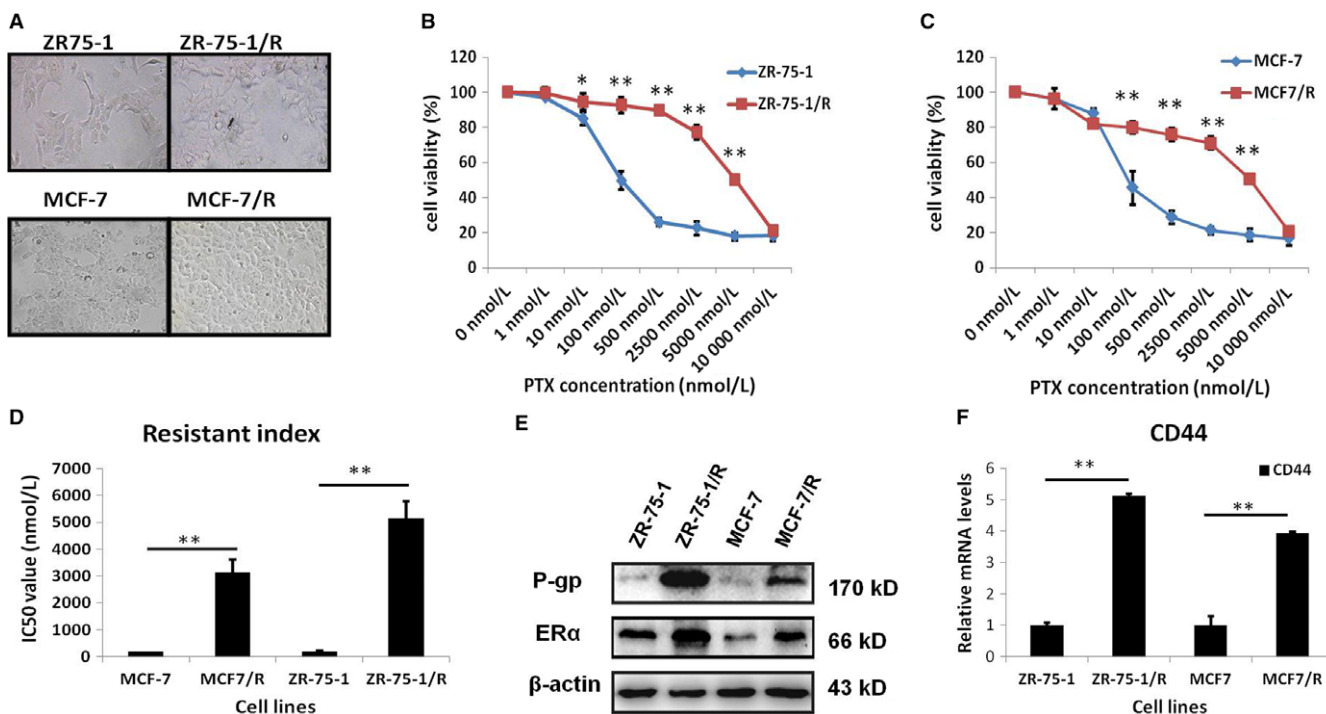 A
ZR75-1 ZR-75-1/R
MCF-7 MCF-7/R
B
120
100
80
60
40
20
0
cell viablity (%)
* ** ** ** **
ZR-75-1
ZR-75-1/R
0 nmol/L
1 nmol/L
10 nmol/L
100 nmol/L
500 nmol/L
2500 nmol/L
5000 nmol/L
10 000 nmol/L
PTX concentration (nmol/L)
C
120
100
80
60
40
20
0
cell viability (%)
** ** ** **
MCF-7
MCF7/R
0 nmol/L
1 nmol/L
10 nmol/L
100 nmol/L
500 nmol/L
2500 nmol/L
5000 nmol/L
10 000 nmol/L
PTX concentration (nmol/L)
D
Resistant index
7000
6000
5000
4000
3000
2000
1000
0
IC50 value (nmol/L)
** **
MCF-7 MCF7/R ZR-75-1 ZR-75-1/R
Cell lines
E
ZR-75-1 ZR-75-1/R MCF-7 MCF-7/R
P-gp 170 kD
ERα 66 kD
β-actin 43 kD
F
CD44
6
5
4
3
2
1
0
Relative mRNA levels
** **
CD44
ZR-75-1 ZR-75-1/R MCF7 MCF7/R
Cell lines